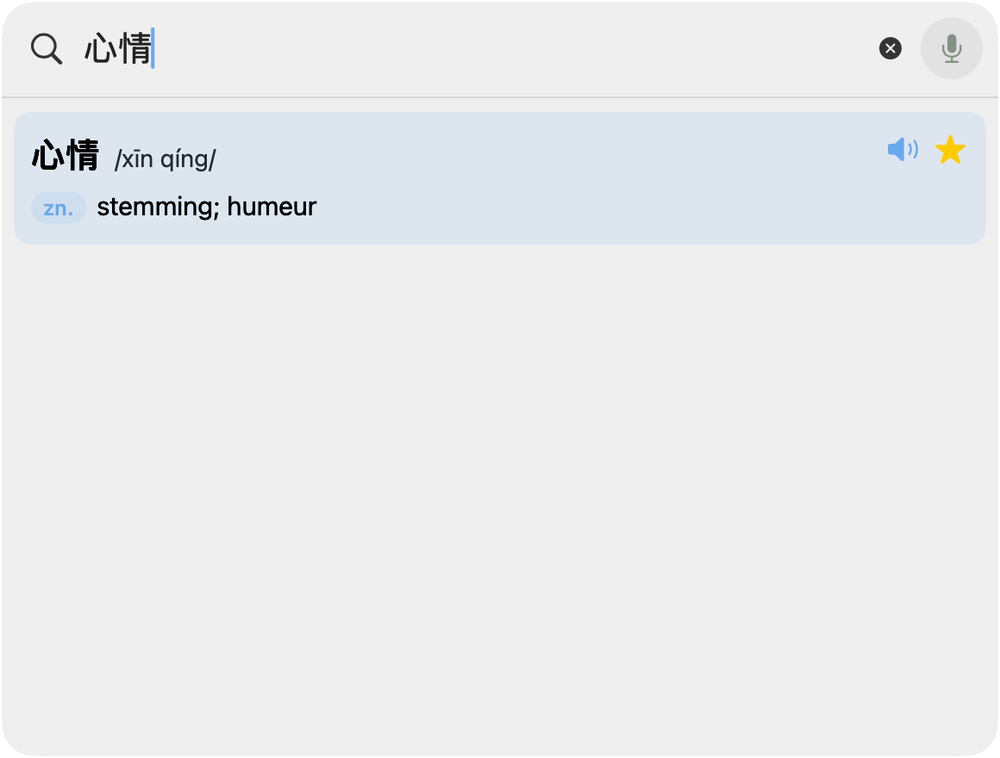 心情
心情 /xīn qíng/
zn. stemming; humeur